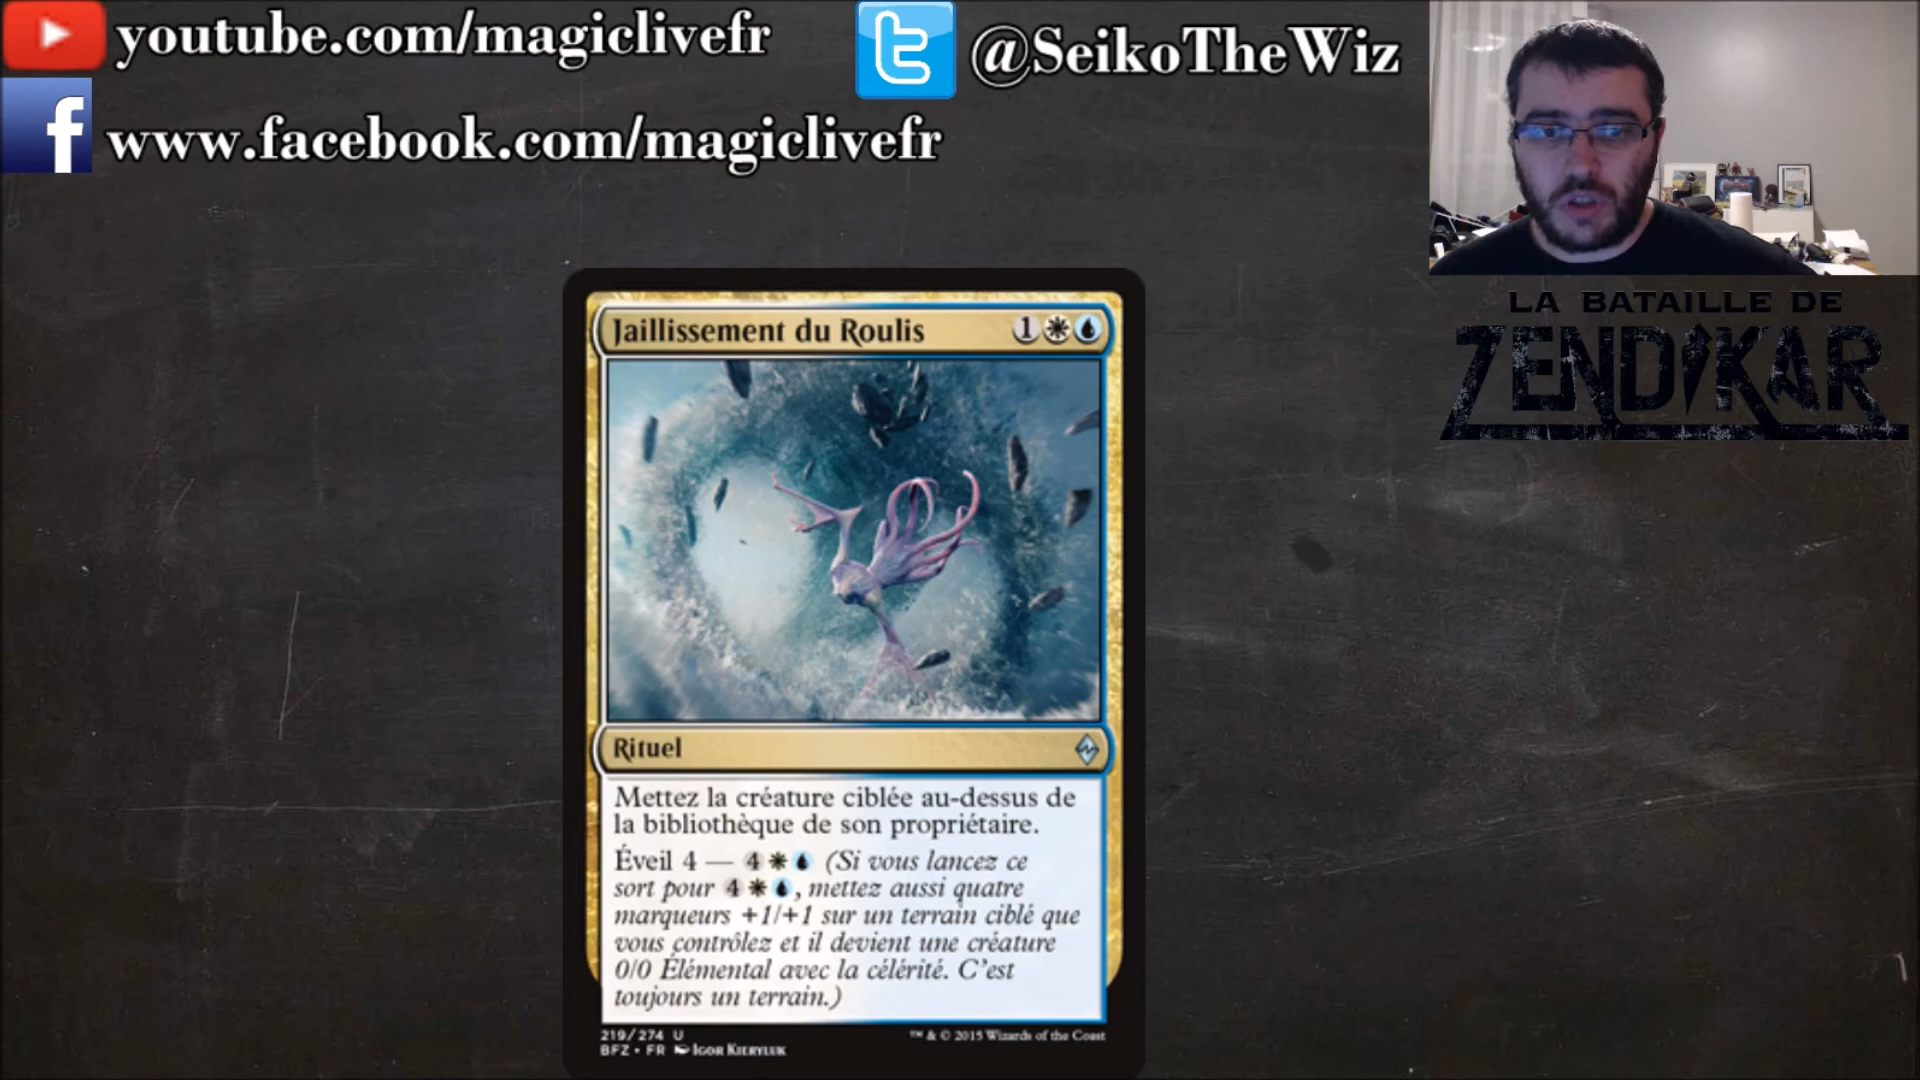 youtube.com/magiclivefr
@SeikoTheWiz
www.facebook.com/magiclivefr
LA BATAILLE DE
ZENDIKAR
Jaillissement du Roulis 1
Rituel
Mettez la créature ciblée au-dessus de
la bibliothèque de son propriétaire.
Éveil 4 — 4 (Si vous lancez ce
sort pour 4, mettez aussi quatre
marqueurs +1/+1 sur un terrain ciblé que
vous contrôlez et il devient une créature
0/0 Élémental avec la célérité. C'est
toujours un terrain.)
219/274 U
BFZ • FR Igor Kieryluk
™ & © 2015 Wizards of the Coast